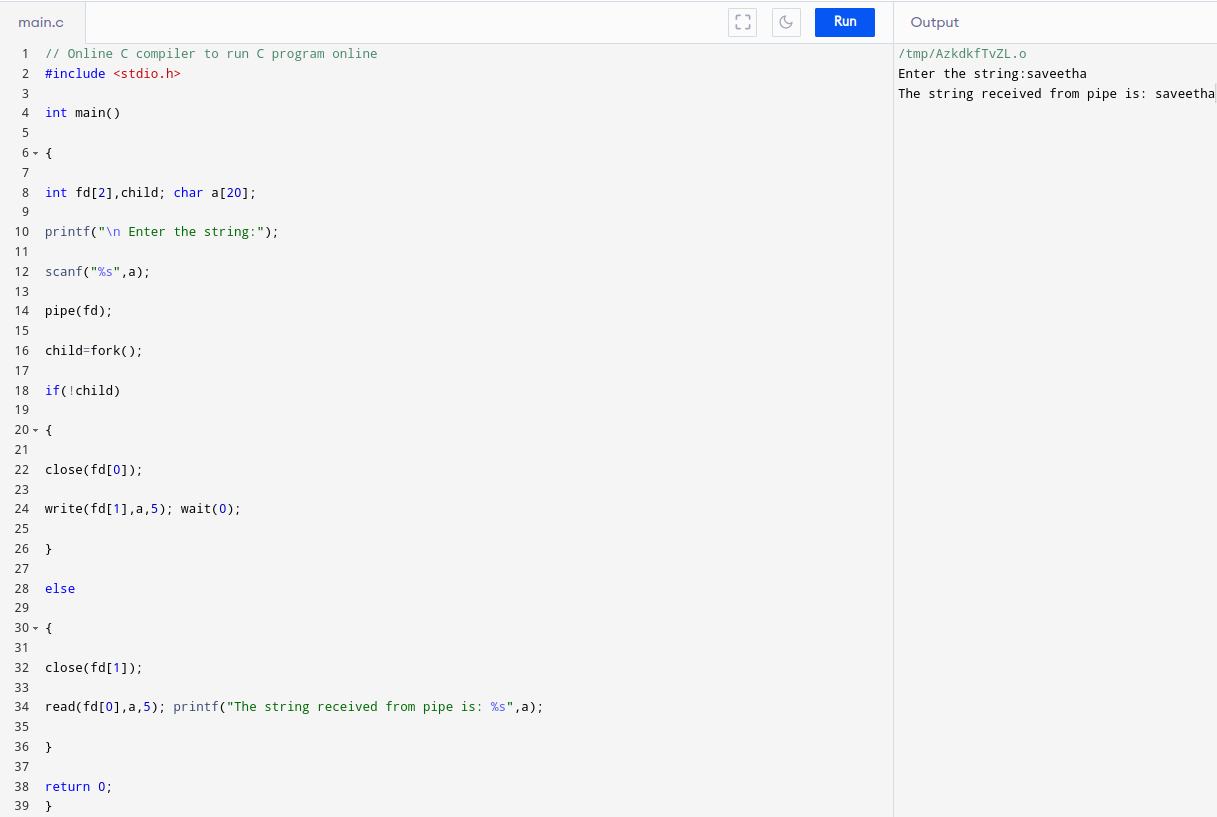 main.c
Run
Output
1 // Online C compiler to run C program online
2 #include <stdio.h>
3
4 int main()
5
6 {
7
8 int fd[2],child; char a[20];
9
10 printf("\n Enter the string:");
11
12 scanf("%s",a);
13
14 pipe(fd);
15
16 child=fork();
17
18 if(!child)
19
20 {
21
22 close(fd[0]);
23
24 write(fd[1],a,5); wait(0);
25
26 }
27
28 else
29
30 {
31
32 close(fd[1]);
33
34 read(fd[0],a,5); printf("The string received from pipe is: %s",a);
35
36 }
37
38 return 0;
39 }
/tmp/AzkdkfTvZL.o
Enter the string:saveetha
The string received from pipe is: saveetha